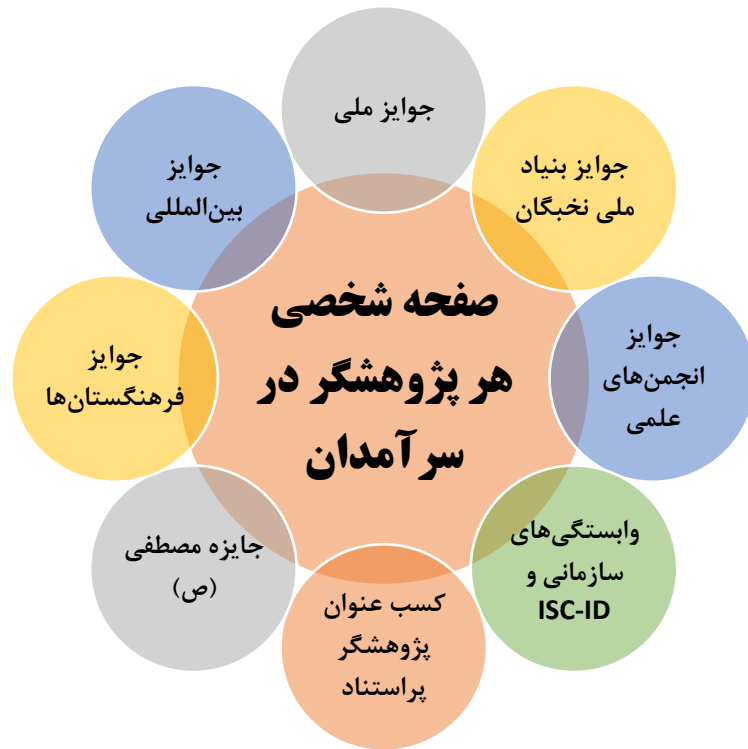 جوایز ملی
جوایز بنیاد
ملی نخبگان
جوایز
انجمن‌های
علمی
وابستگی‌های
سازمانی و
ISC-ID
کسب عنوان
پژوهشگر
پراستناد
جایزه مصطفی
(ص)
جوایز
فرهنگستان‌ها
جوایز
بین‌المللی
صفحه شخصی
هر پژوهشگر در
سرآمدان